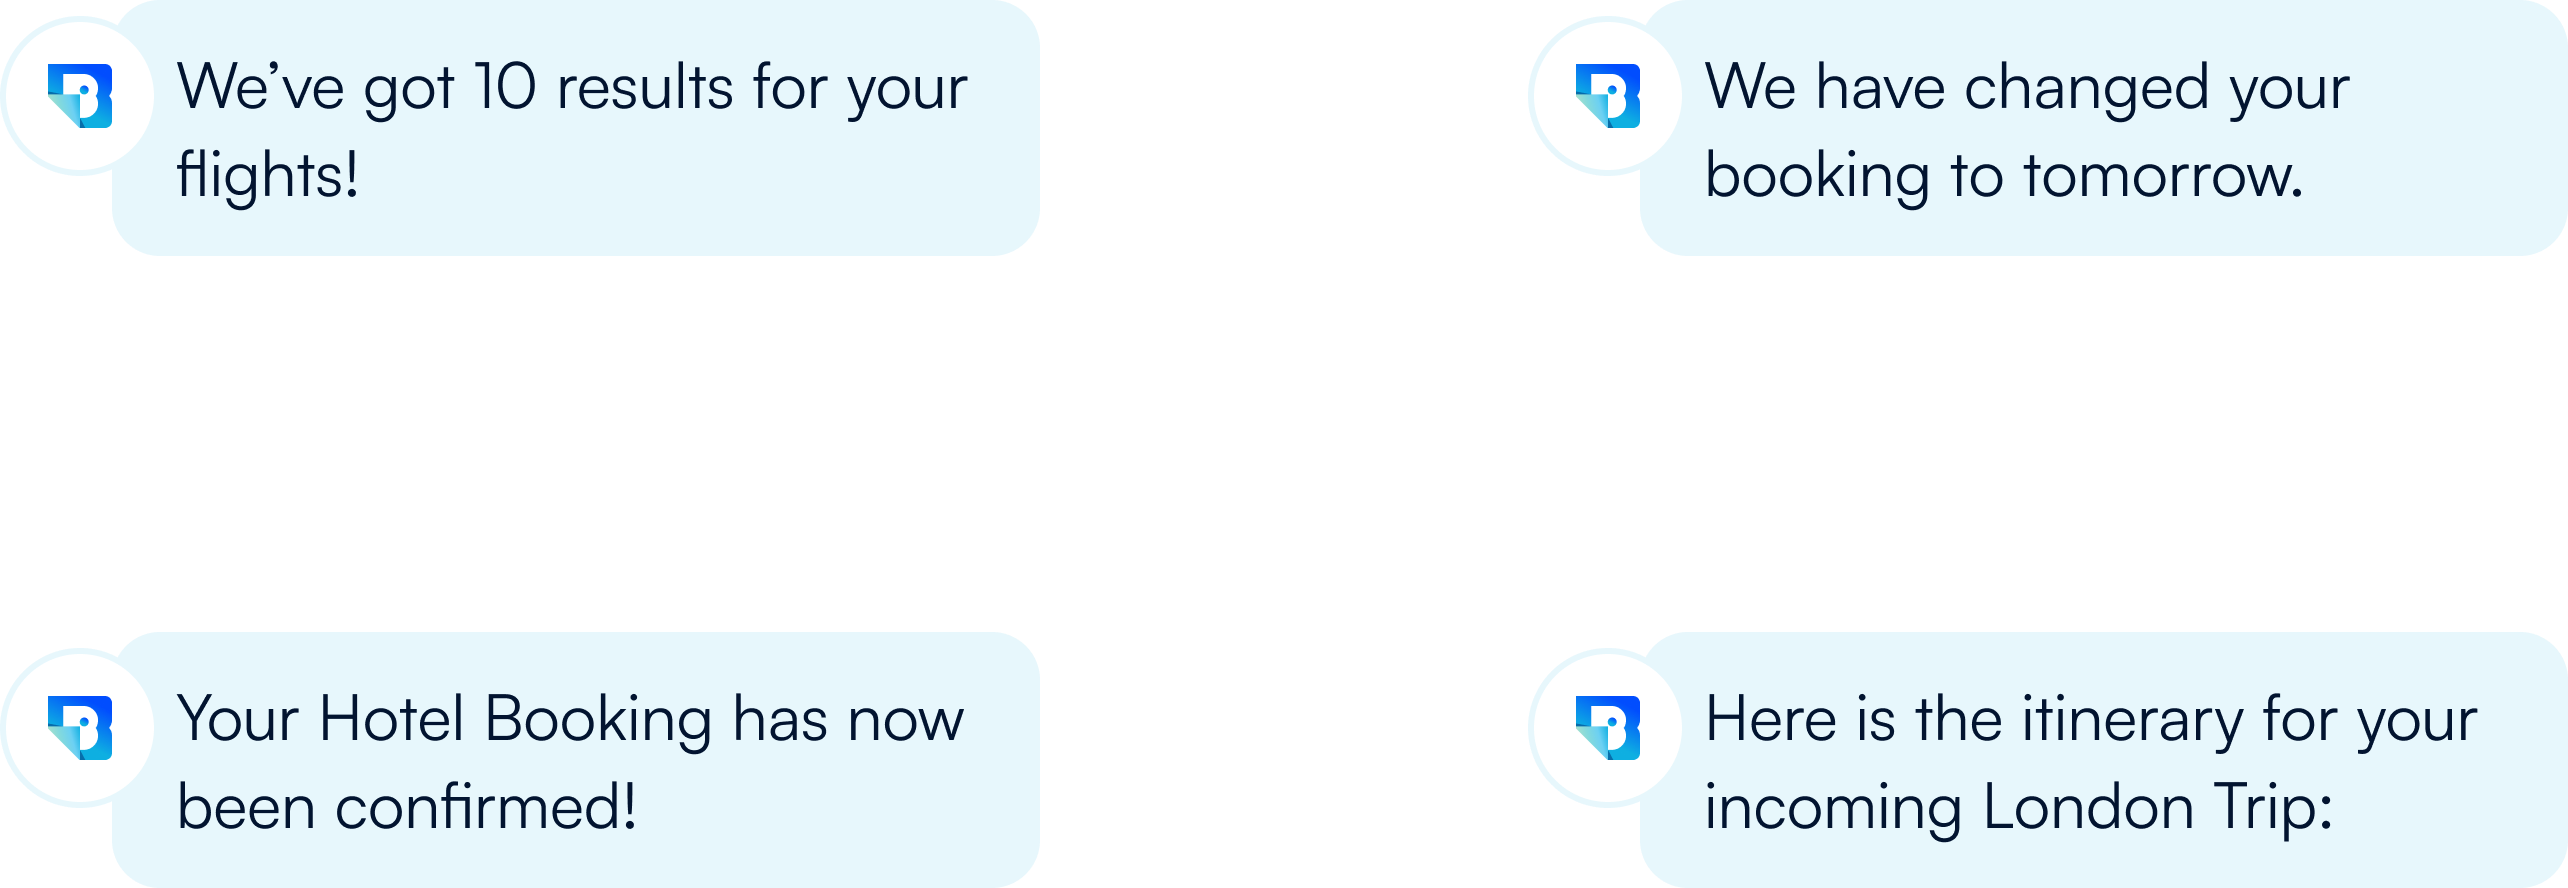 We’ve got 10 results for your
flights!
We have changed your
booking to tomorrow.
Your Hotel Booking has now
been confirmed!
Here is the itinerary for your
incoming London Trip: